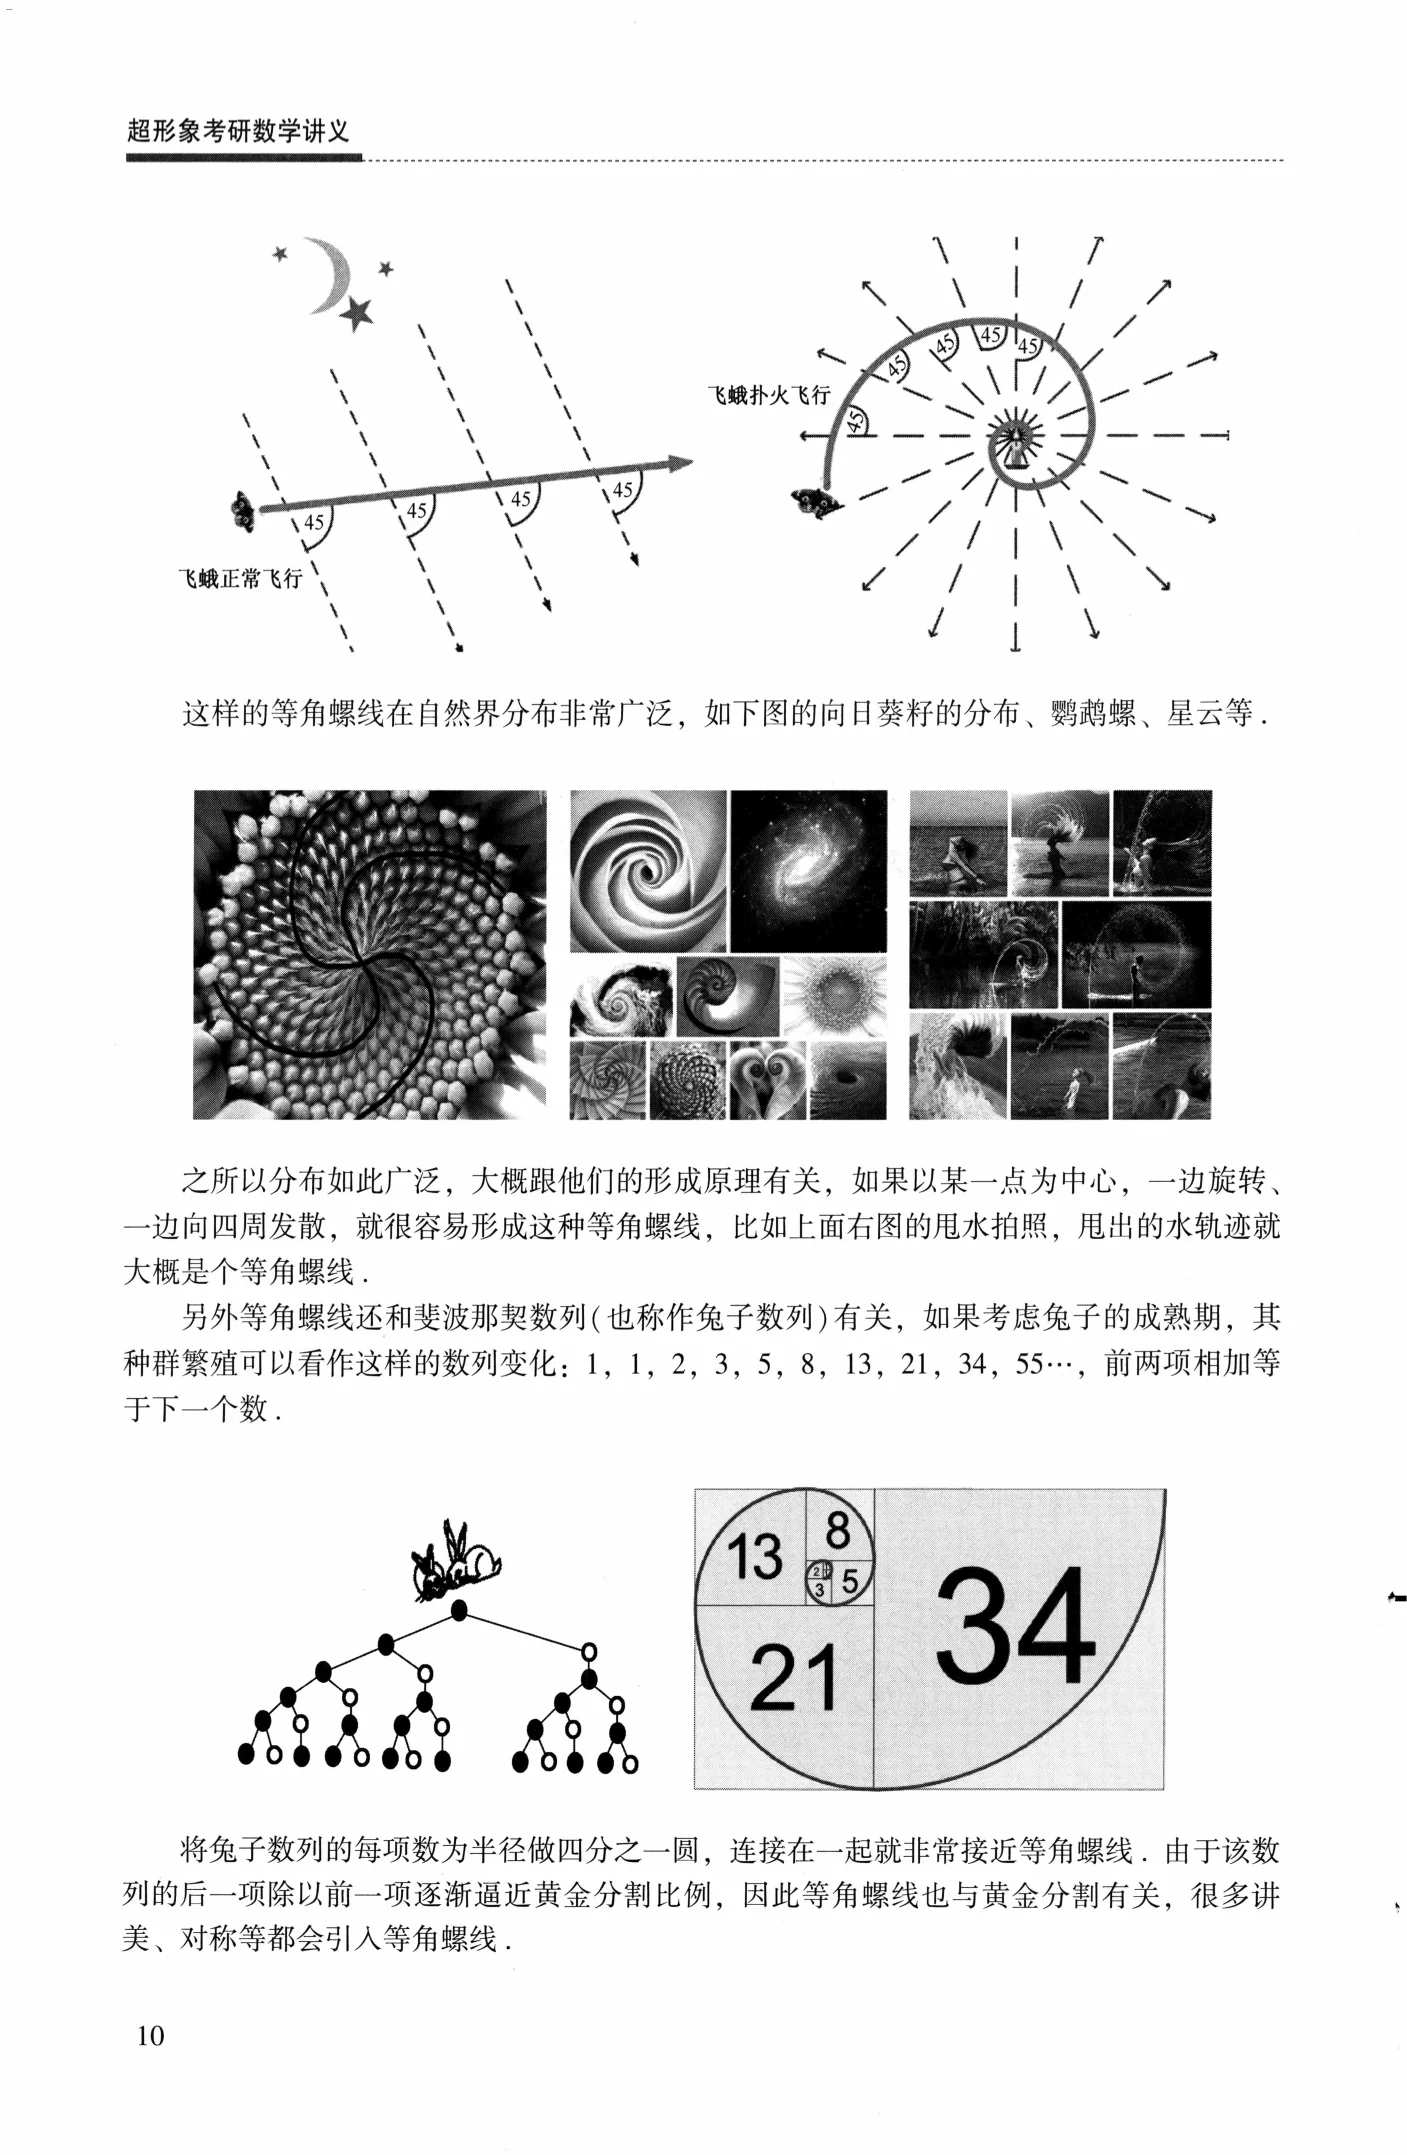 超形象考研数学讲义
45
45
45
45
飞蛾正常飞行
45
45
45
45
45
飞蛾扑火飞行
这样的等角螺线在自然界分布非常广泛，如下图的向日葵籽的分布、鹦鹉螺、星云等.
之所以分布如此广泛，大概跟他们的形成原理有关，如果以某一点为中心，一边旋转、
一边向四周发散，就很容易形成这种等角螺线，比如上面右图的甩水拍照，甩出的水轨迹就
大概是个等角螺线.
另外等角螺线还和斐波那契数列(也称作兔子数列)有关，如果考虑兔子的成熟期，其
种群繁殖可以看作这样的数列变化：1，1，2，3，5，8，13，21，34，55…，前两项相加等
于下一个数.
13
8
2
3
5
21
34
将兔子数列的每项数为半径做四分之一圆，连接在一起就非常接近等角螺线.由于该数
列的后一项除以前一项逐渐逼近黄金分割比例，因此等角螺线也与黄金分割有关，很多讲
美、对称等都会引入等角螺线.
10